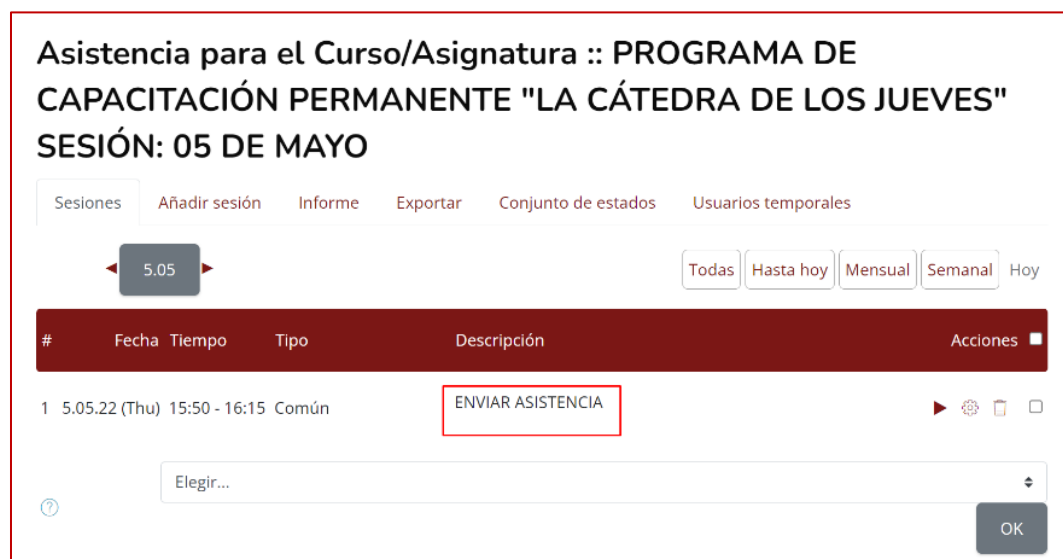 Asistencia para el Curso/Asignatura :: PROGRAMA DE
CAPACITACIÓN PERMANENTE "LA CÁTEDRA DE LOS JUEVES"
SESIÓN: 05 DE MAYO
Sesiones Añadir sesión Informe Exportar Conjunto de estados Usuarios temporales
5.05 Todas Hasta hoy Mensual Semanal Hoy
# Fecha Tiempo Tipo Descripción Acciones
1 5.05.22 (Thu) 15:50 - 16:15 Común ENVIAR ASISTENCIA
Elegir...
?
OK